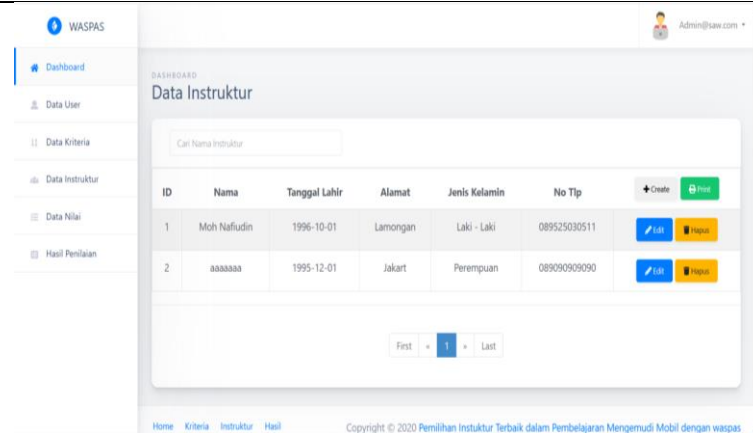 WASPAS
Admin@saw.com
Dashboard
Data User
Data Kriteria
Data Instruktur
Data Nilai
Hasil Penilaian
DASHBOARD
Data Instruktur
Cari Nama Instruktur
ID Nama Tanggal Lahir Alamat Jenis Kelamin No Tlp +Create Print
1 Moh Nafiudin 1996-10-01 Lamongan Laki - Laki 089525030511 Edit Hapus
2 aaaaaaa 1995-12-01 Jakart Perempuan 089090909090 Edit Hapus
First « 1 » Last
Home Kriteria Instruktur Hasil Copyright © 2020 Pemilihan Instuktur Terbaik dalam Pembelajaran Mengemudi Mobil dengan waspas